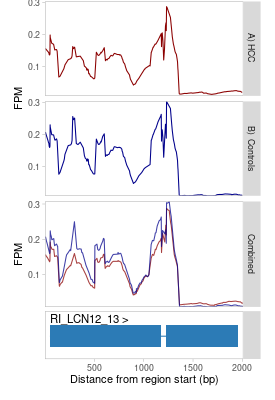 0.3
0.2
0.1
FPM
A) HCC
0.3
0.2
0.1
B) Controls
0.3
0.2
0.1
FPM
Combined
RI_LCN12_13 >
500 1000 1500 2000
Distance from region start (bp)